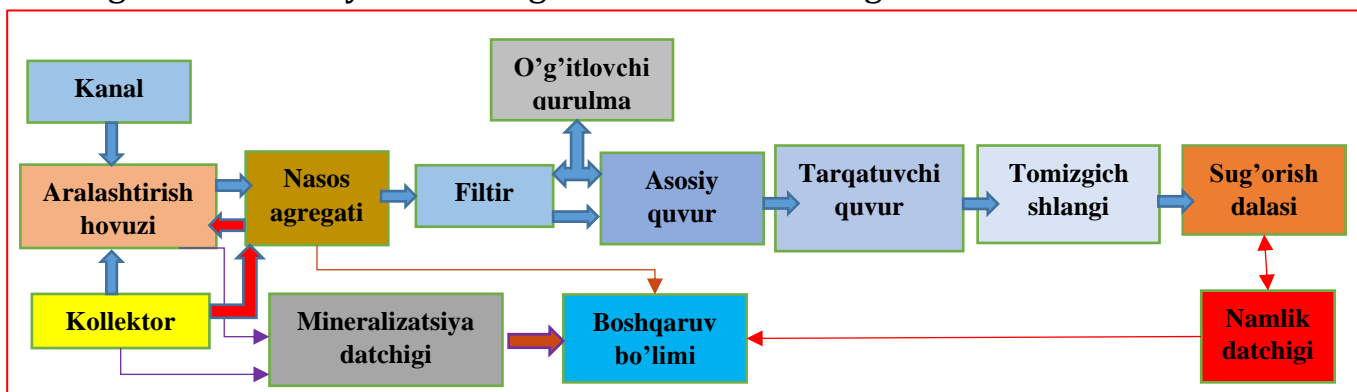 Kanal
O’g’itlovchi
qurulma
Aralashtirish
hovuzi
Nasos
agregati
Filtir
Asosiy
quvur
Tarqatuvchi
quvur
Tomizgich
shlangi
Sug’orish
dalasi
Kollektor
Mineralizatsiya
datchigi
Boshqaruv
bo’limi
Namlik
datchigi